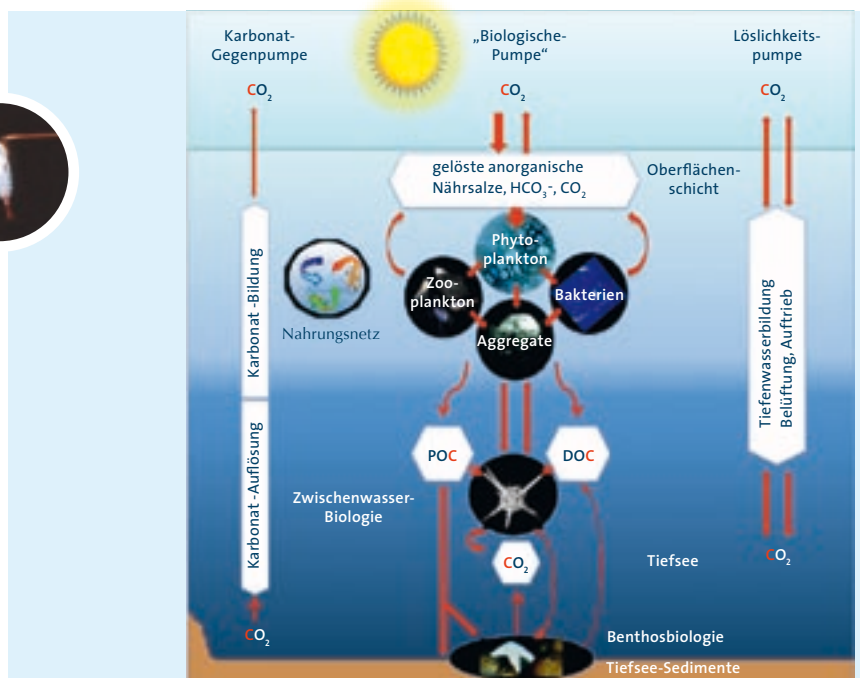 Karbonat-
Gegenpumpe
CO₂
„Biologische-
Pumpe“
CO₂
Löslichkeits-
pumpe
CO₂
gelöste anorganische
Nährsalze, HCO₃-, CO₂
Oberflächen-
schicht
Phyto-
plankton
Zoo-
plankton
Bakterien
Aggregate
Nahrungsnetz
Karbonat -Bildung
Karbonat -Auflösung
Tiefenwasserbildung
Belüftung, Auftrieb
POC
DOC
Zwischenwasser-
Biologie
CO₂
Tiefsee
CO₂
CO₂
Benthosbiologie
Tiefsee-Sedimente